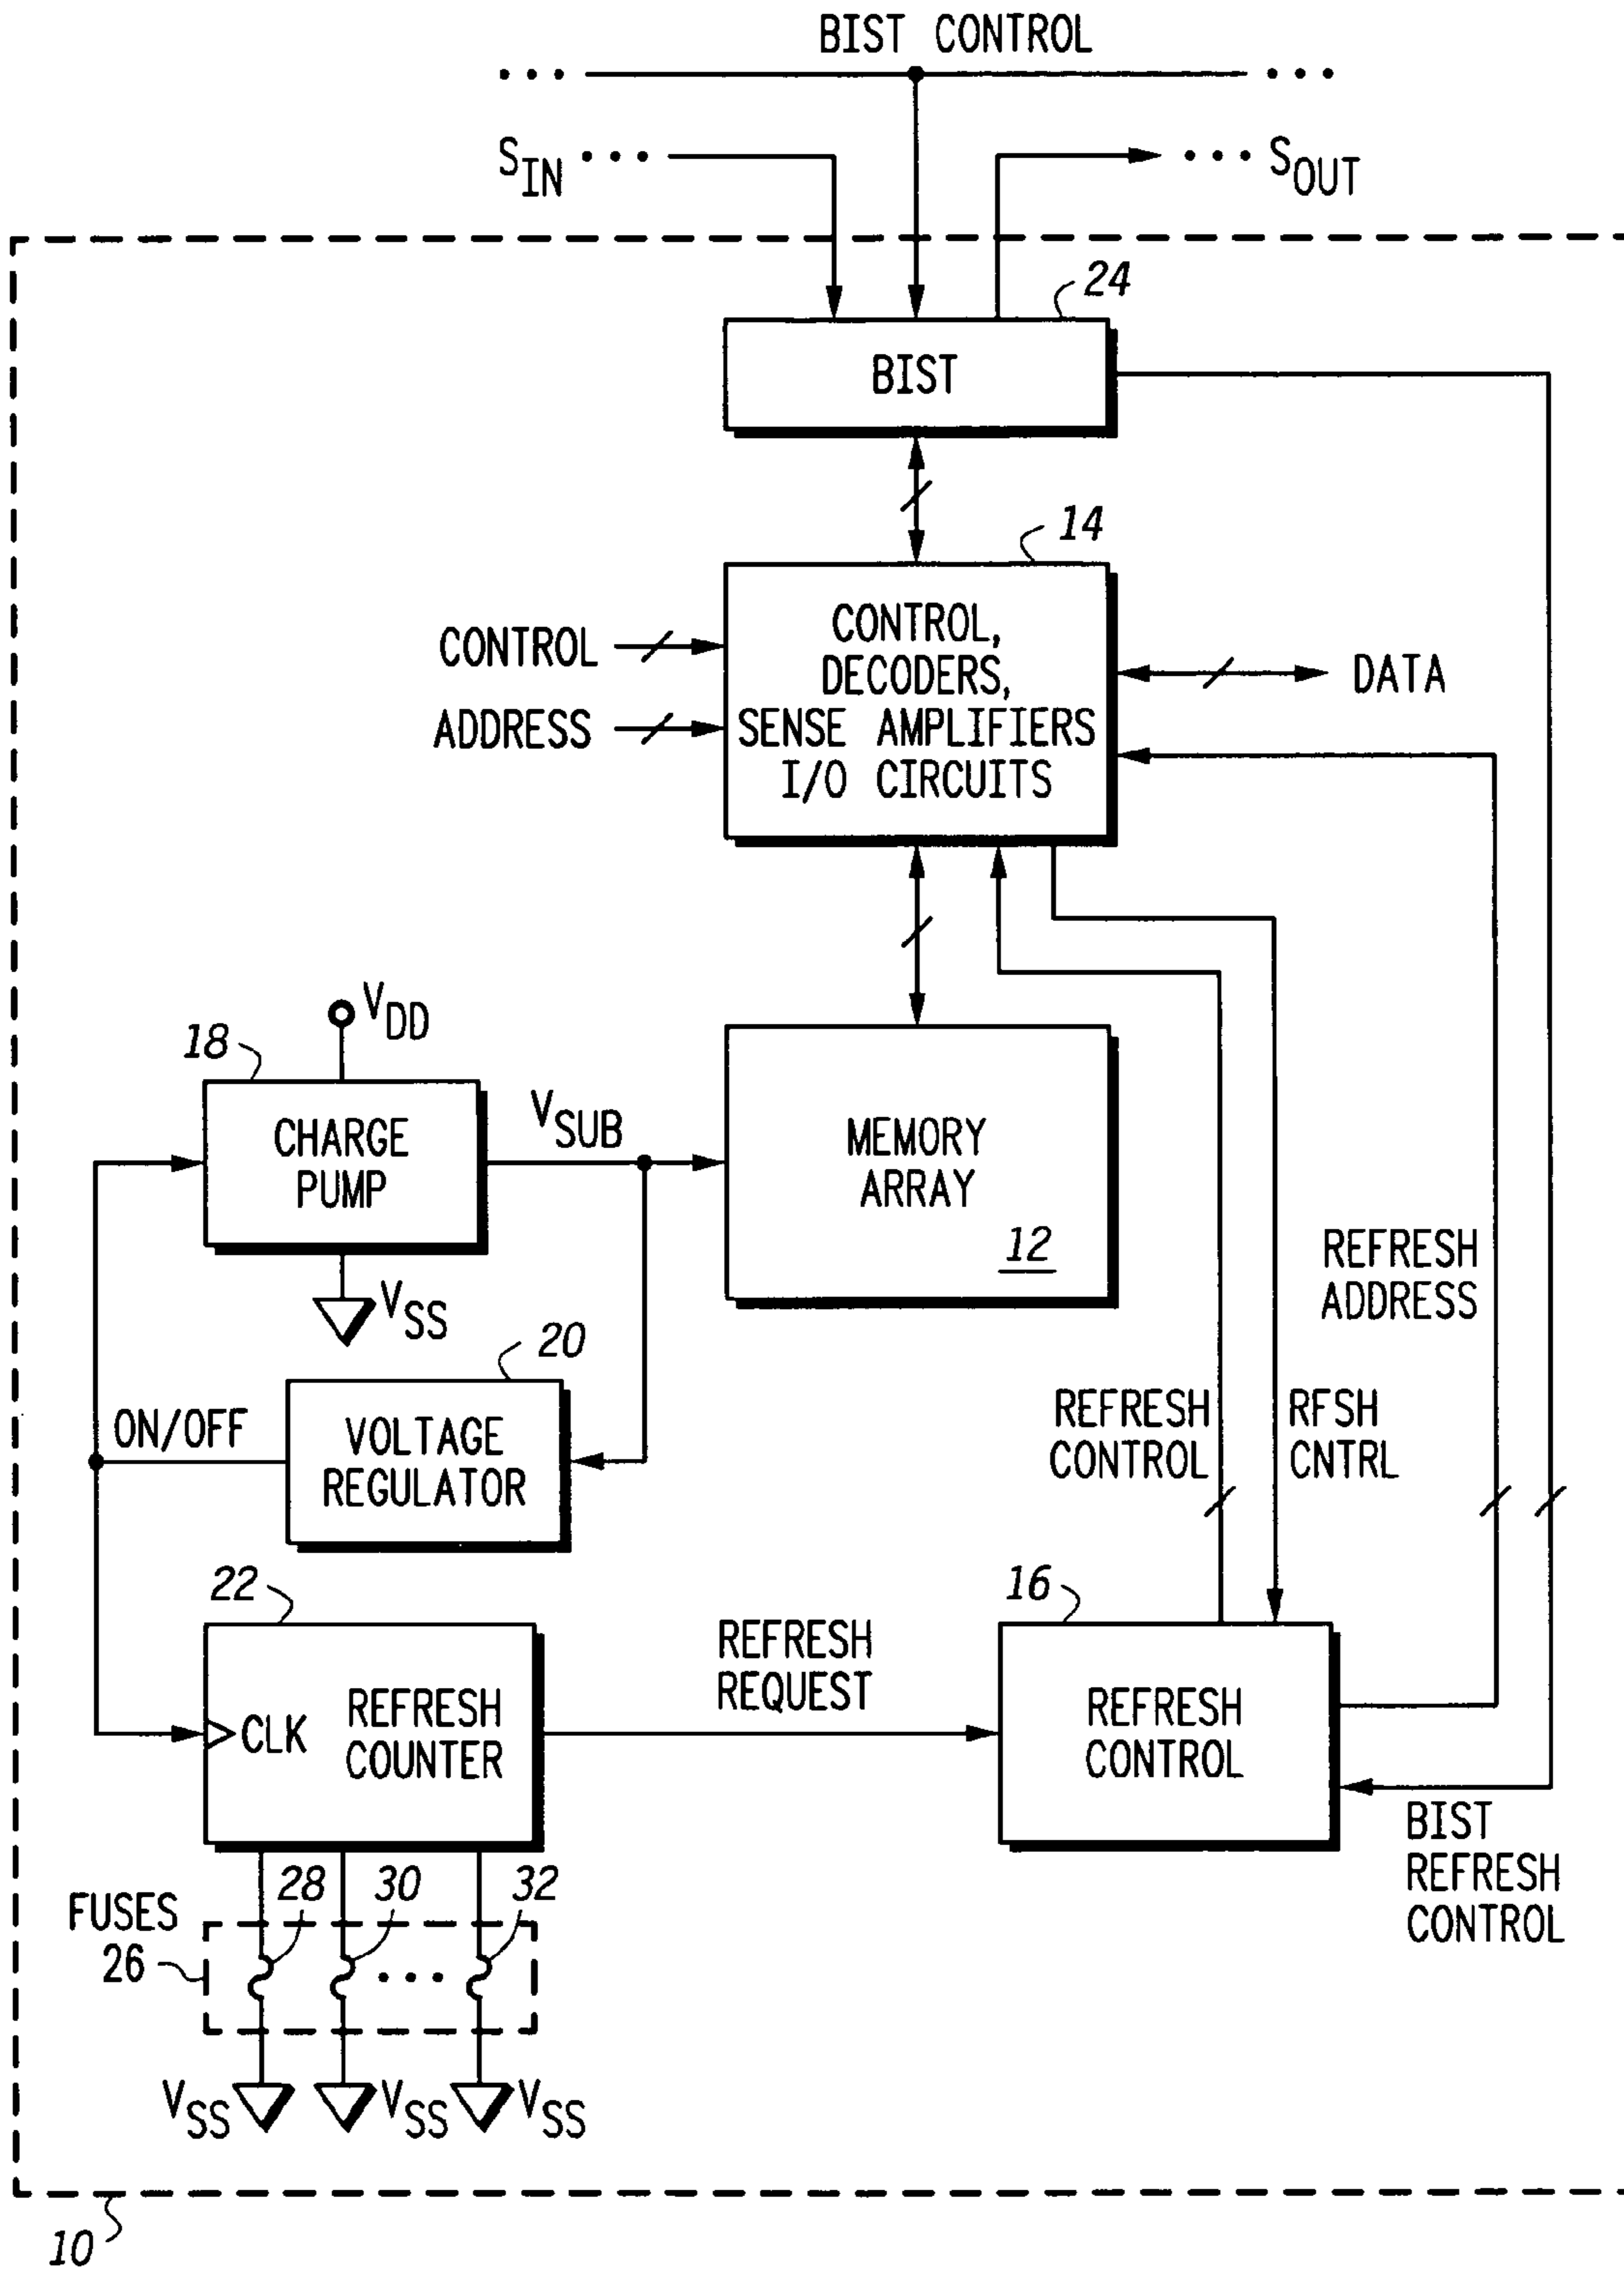 BIST CONTROL
S_IN ... ... S_OUT
24
BIST
14
CONTROL
ADDRESS
CONTROL,
DECODERS,
SENSE AMPLIFIERS
I/O CIRCUITS
DATA
V_DD
18
CHARGE
PUMP
V_SUB
V_SS
MEMORY
ARRAY
12
REFRESH
ADDRESS
20
ON/OFF
VOLTAGE
REGULATOR
REFRESH
CONTROL
RFSH
CNTRL
22
CLK
REFRESH
COUNTER
REFRESH
REQUEST
16
REFRESH
CONTROL
BIST
REFRESH
CONTROL
FUSES
26
28
30
32
...
V_SS
V_SS
V_SS
10